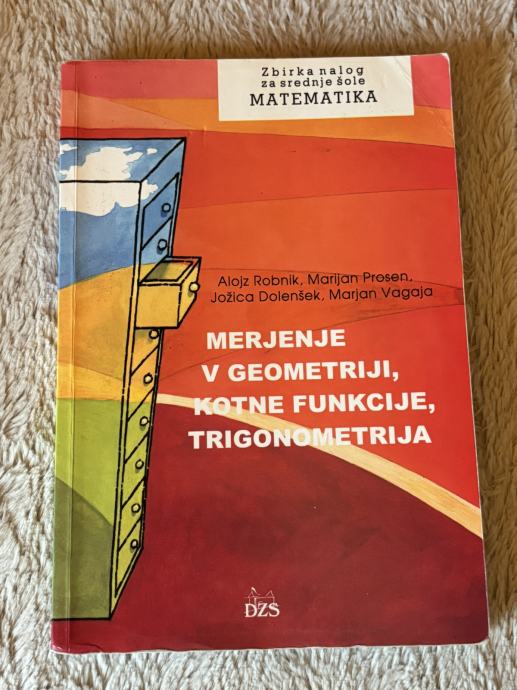 Zbirka nalog
za srednje šole
MATEMATIKA
Alojz Robnik, Marijan Prosen,
Jožica Dolenšek, Marjan Vagaja
MERJENJE
V GEOMETRIJI,
KOTNE FUNKCIJE,
TRIGONOMETRIJA
DZS